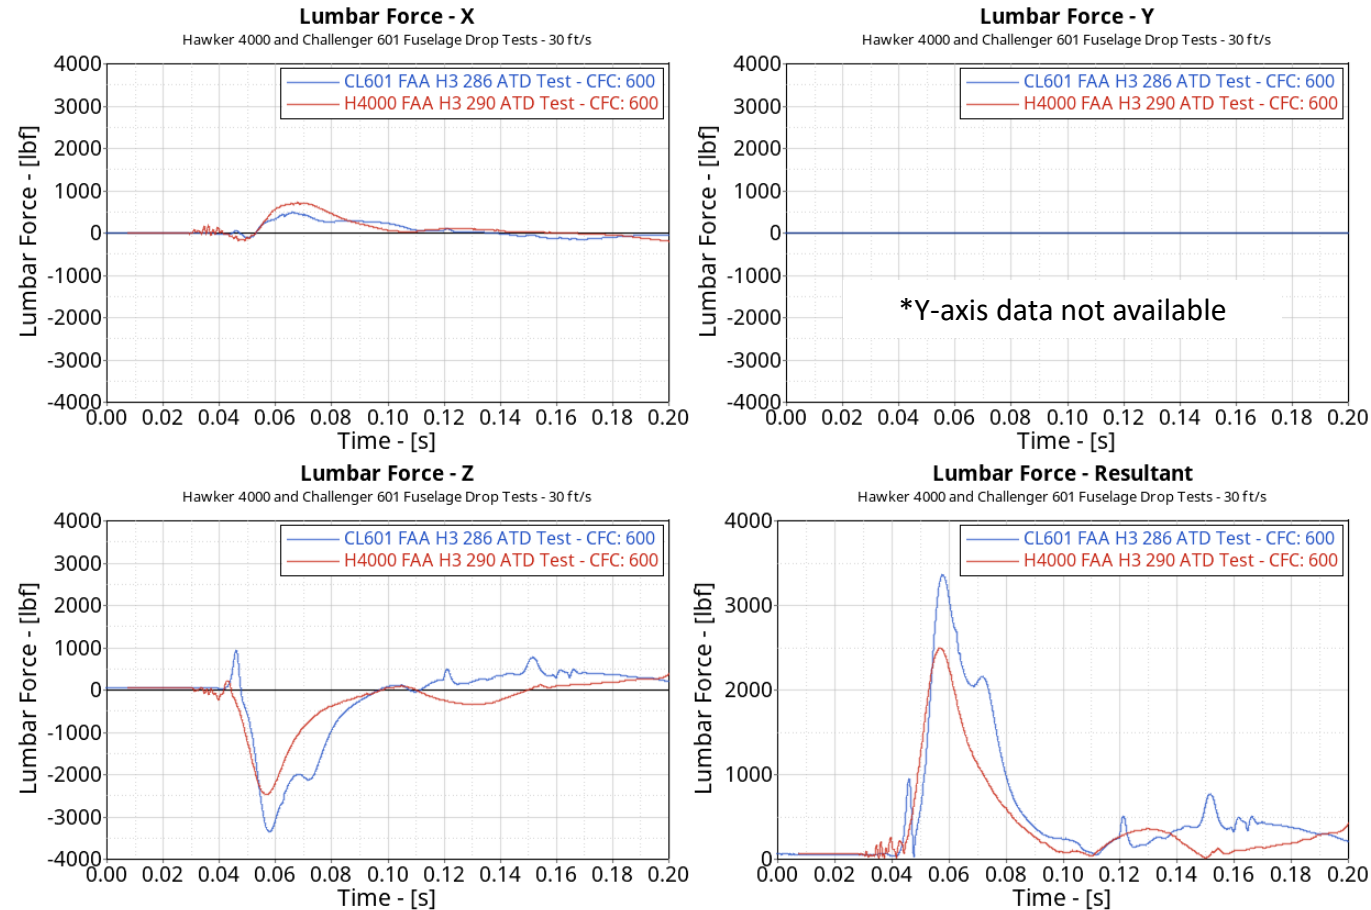 Lumbar Force - X
Hawker 4000 and Challenger 601 Fuselage Drop Tests - 30 ft/s
CL601 FAA H3 286 ATD Test - CFC: 600
H4000 FAA H3 290 ATD Test - CFC: 600
Lumbar Force - [lbf]
4000
3000
2000
1000
0
-1000
-2000
-3000
-4000
0.00 0.02 0.04 0.06 0.08 0.10 0.12 0.14 0.16 0.18 0.20
Time - [s]
Lumbar Force - Y
Hawker 4000 and Challenger 601 Fuselage Drop Tests - 30 ft/s
CL601 FAA H3 286 ATD Test - CFC: 600
H4000 FAA H3 290 ATD Test - CFC: 600
Lumbar Force - [lbf]
4000
3000
2000
1000
0
-1000
-2000
-3000
-4000
*Y-axis data not available
0.00 0.02 0.04 0.06 0.08 0.10 0.12 0.14 0.16 0.18 0.20
Time - [s]
Lumbar Force - Z
Hawker 4000 and Challenger 601 Fuselage Drop Tests - 30 ft/s
CL601 FAA H3 286 ATD Test - CFC: 600
H4000 FAA H3 290 ATD Test - CFC: 600
Lumbar Force - [lbf]
4000
3000
2000
1000
0
-1000
-2000
-3000
-4000
0.00 0.02 0.04 0.06 0.08 0.10 0.12 0.14 0.16 0.18 0.20
Time - [s]
Lumbar Force - Resultant
Hawker 4000 and Challenger 601 Fuselage Drop Tests - 30 ft/s
CL601 FAA H3 286 ATD Test - CFC: 600
H4000 FAA H3 290 ATD Test - CFC: 600
Lumbar Force - [lbf]
4000
3000
2000
1000
0
0.00 0.02 0.04 0.06 0.08 0.10 0.12 0.14 0.16 0.18 0.20
Time - [s]